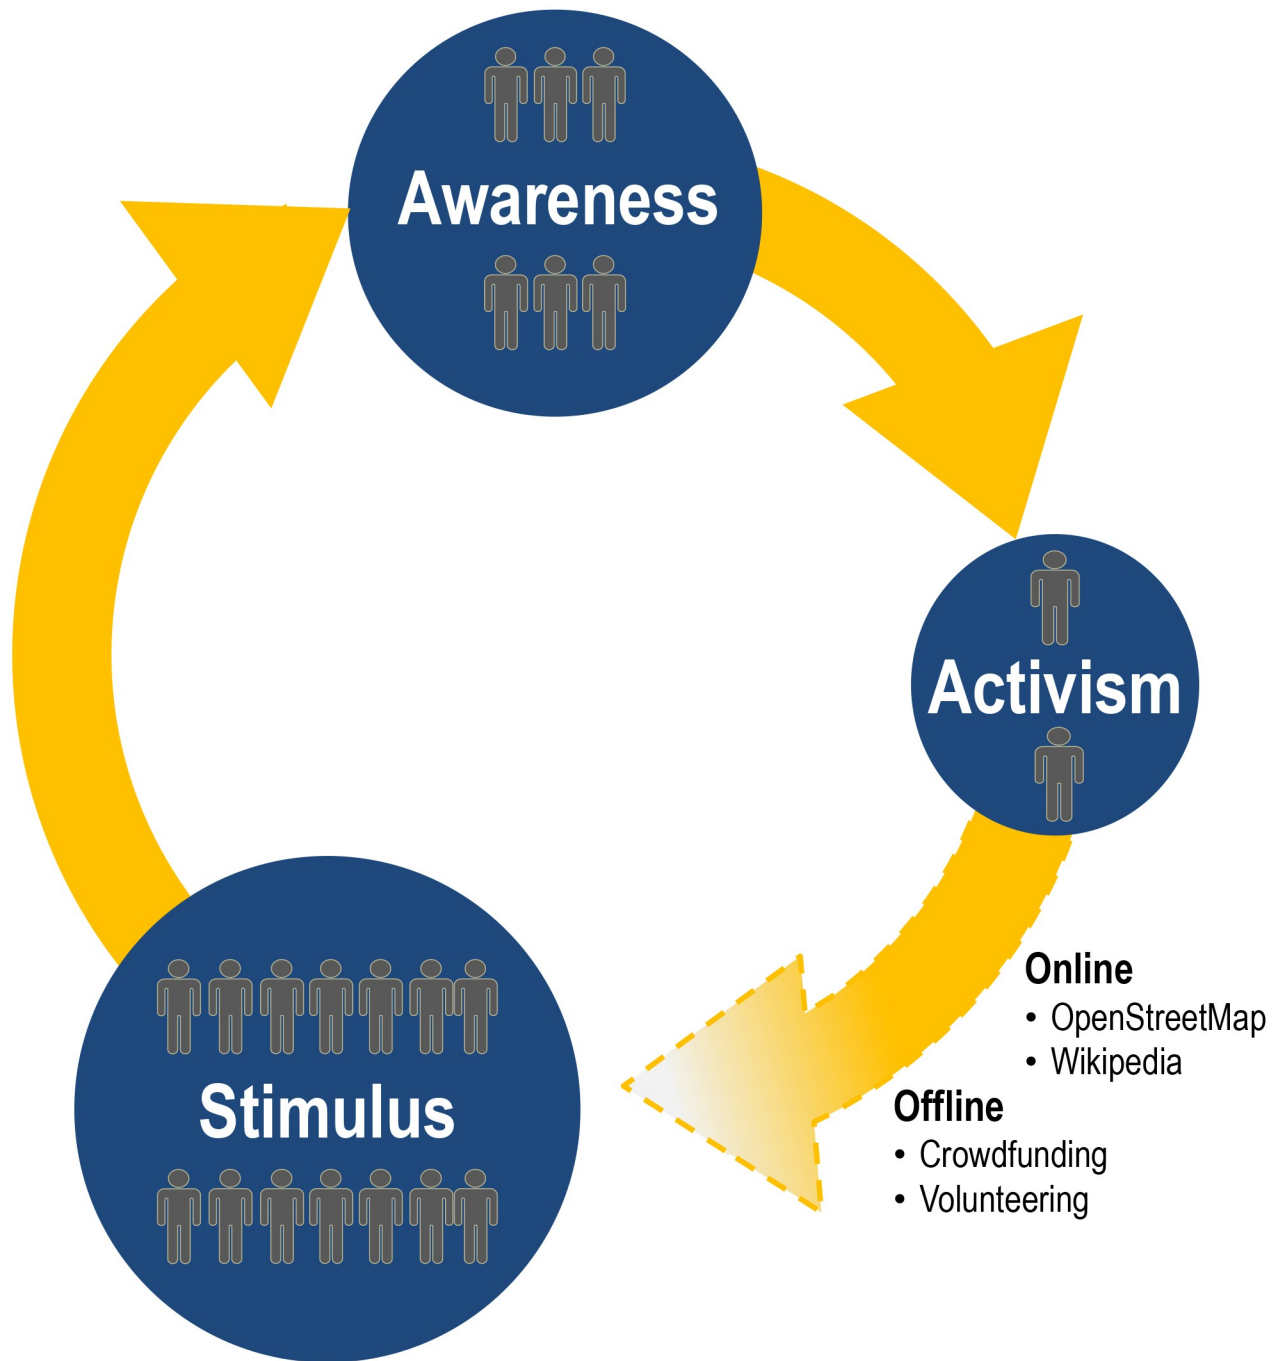 Awareness
Activism
Online
• OpenStreetMap
• Wikipedia
Offline
• Crowdfunding
• Volunteering
Stimulus